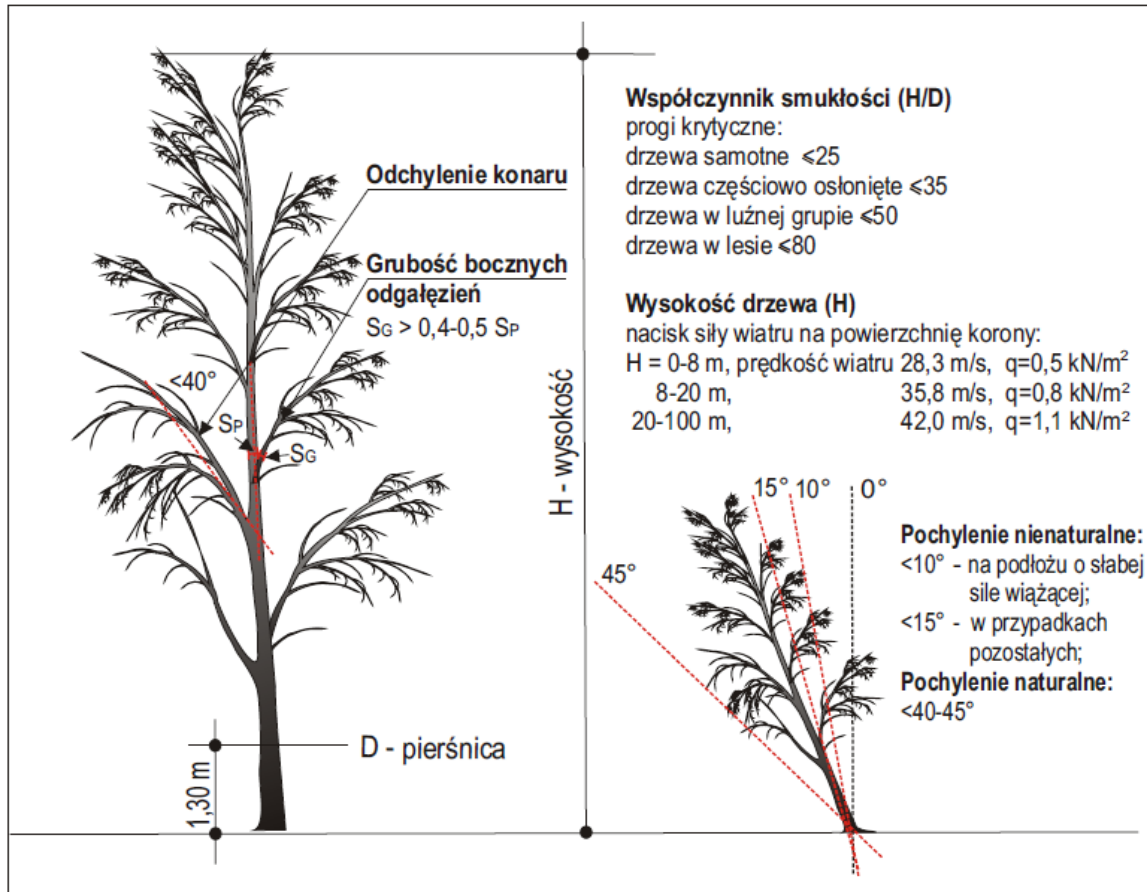 Współczynnik smukłości (H/D)
progi krytyczne:
drzewa samotne ⩽25
drzewa częściowo osłonięte ⩽35
drzewa w luźnej grupie ⩽50
drzewa w lesie ⩽80
Odchylenie konaru
Grubość bocznych
odgałęzień
SG > 0,4-0,5 SP
Wysokość drzewa (H)
nacisk siły wiatru na powierzchnię korony:
H = 0-8 m, prędkość wiatru 28,3 m/s, q=0,5 kN/m²
8-20 m, 35,8 m/s, q=0,8 kN/m²
20-100 m, 42,0 m/s, q=1,1 kN/m²
<40°
SP
SG
H - wysokość
D - pierśnica
1,30 m
45°
15°
10°
0°
Pochylenie nienaturalne:
<10° - na podłożu o słabej
sile wiążącej;
<15° - w przypadkach
pozostałych;
Pochylenie naturalne:
<40-45°